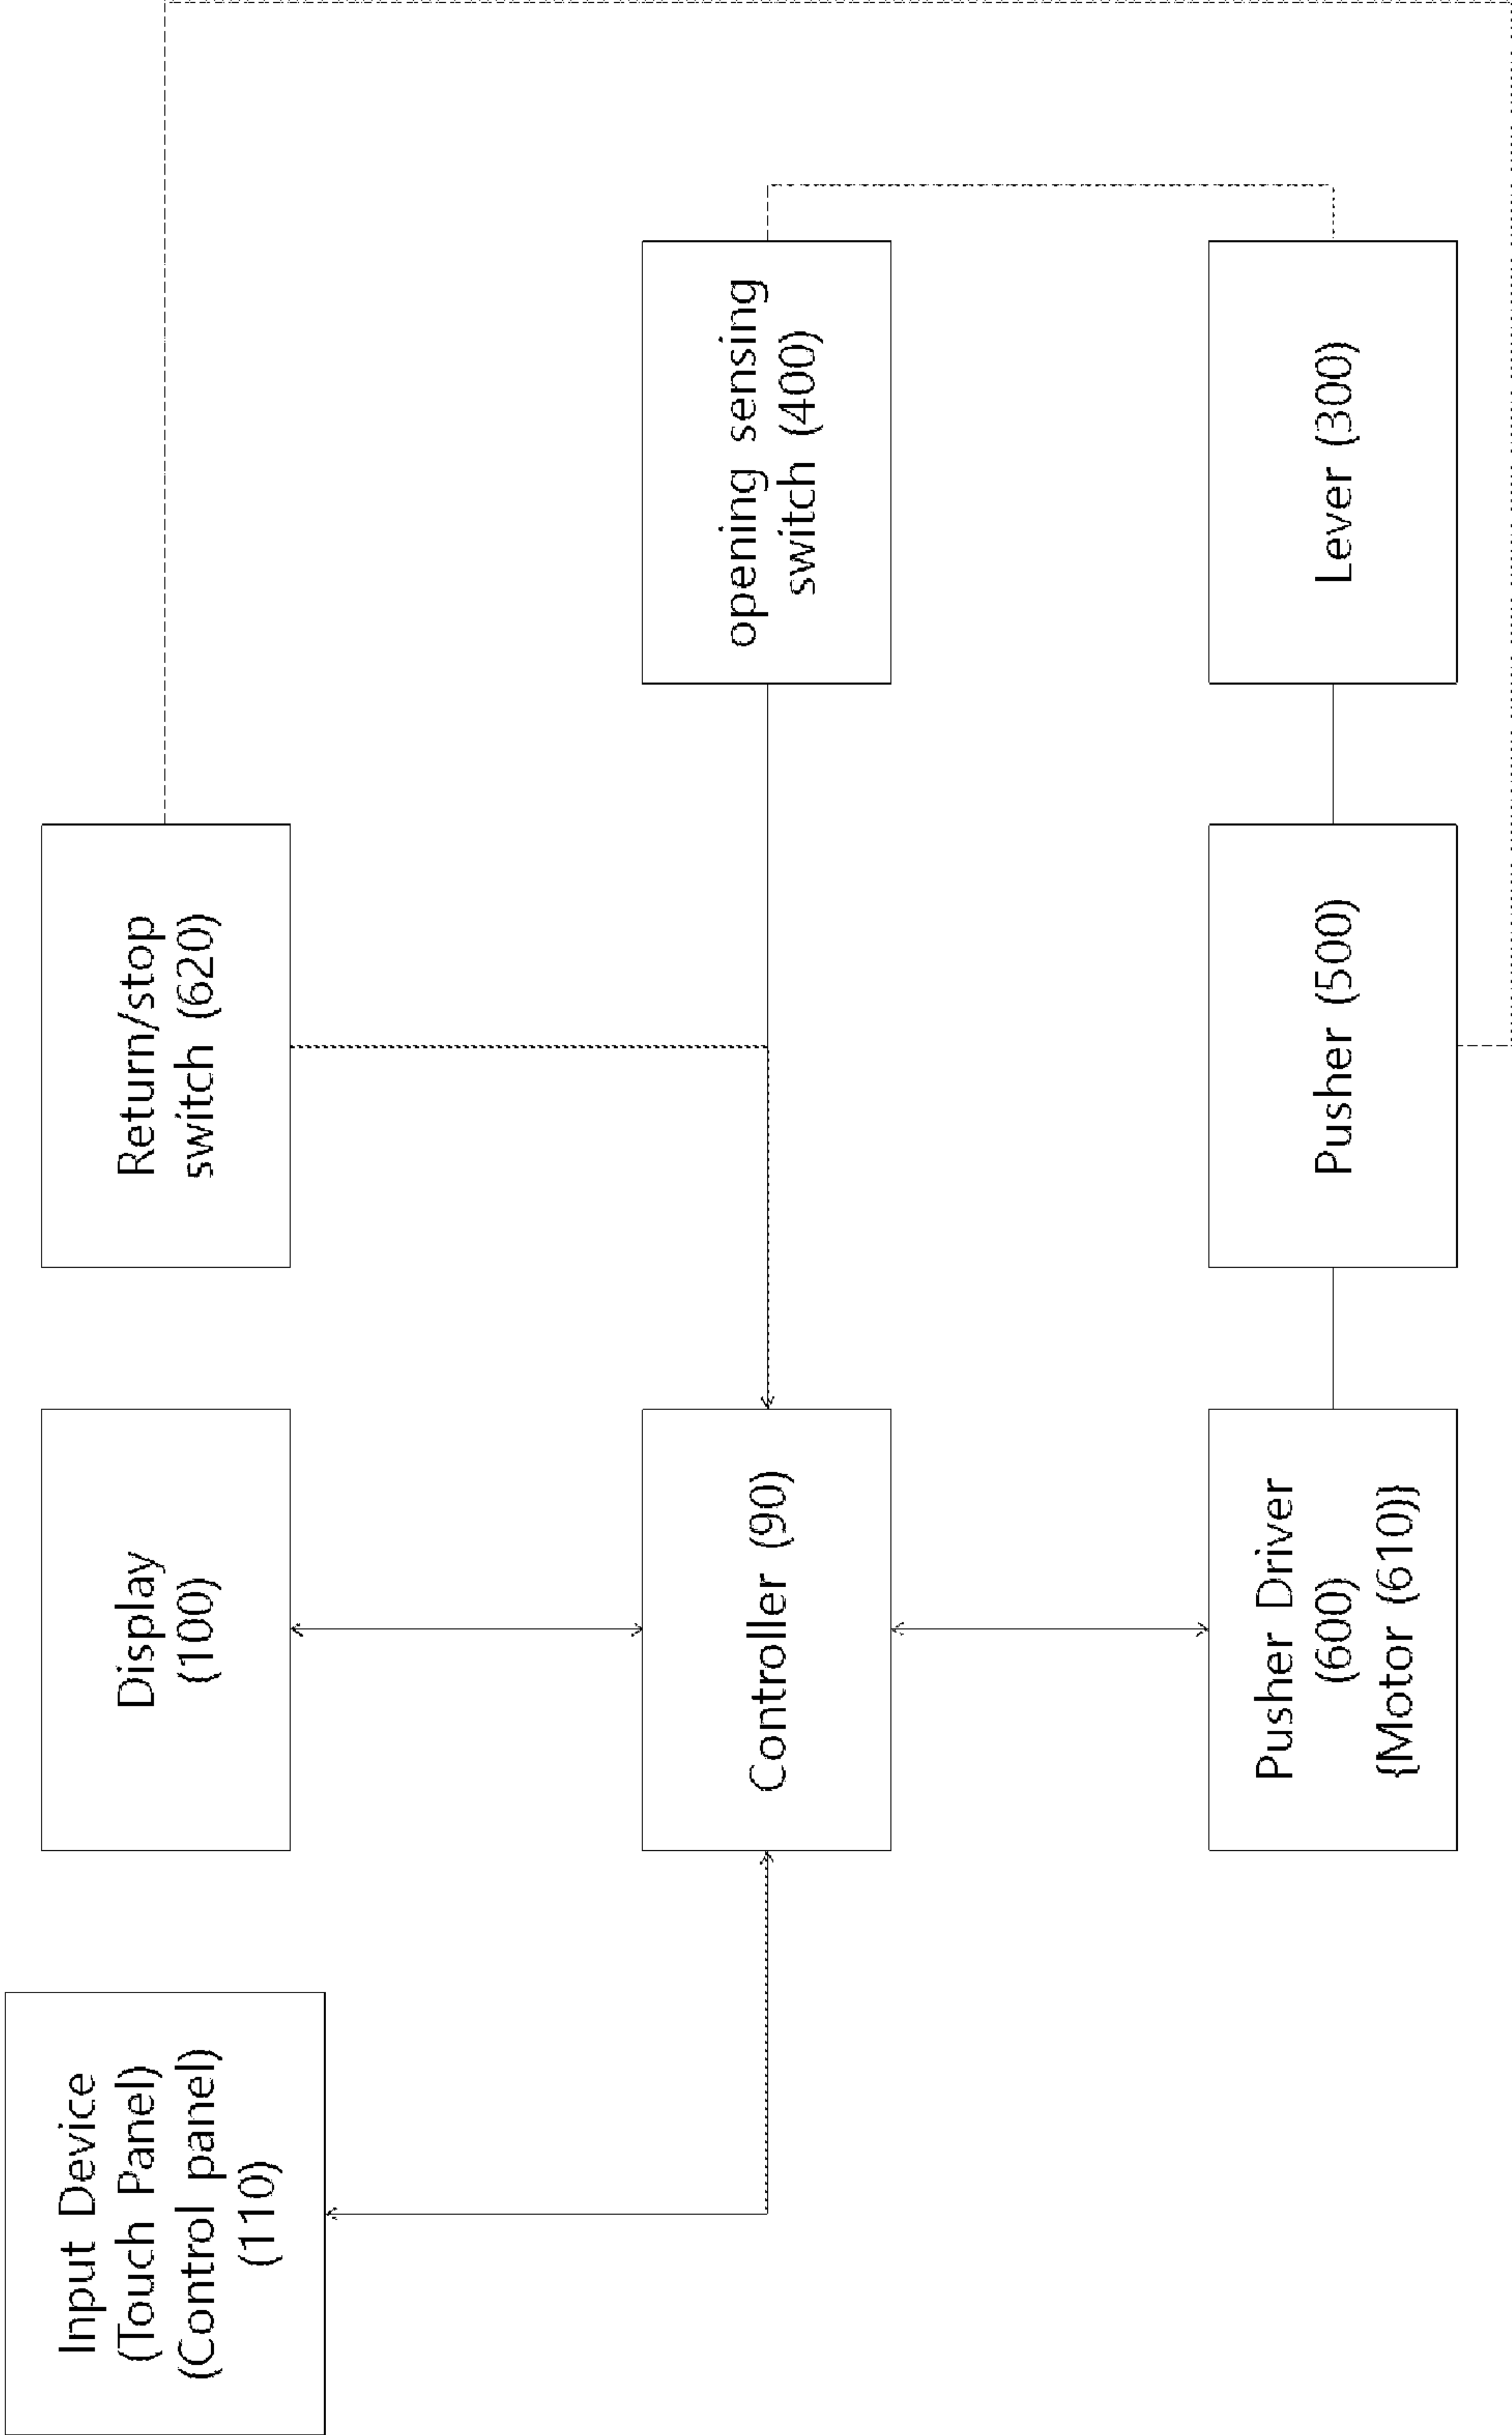 Input Device
(Touch Panel)
(Control panel)
(110)
Display
(100)
Return/stop
switch (620)
Controller (90)
opening sensing
switch (400)
Pusher Driver
(600)
{Motor (610)}
Pusher (500)
Lever (300)